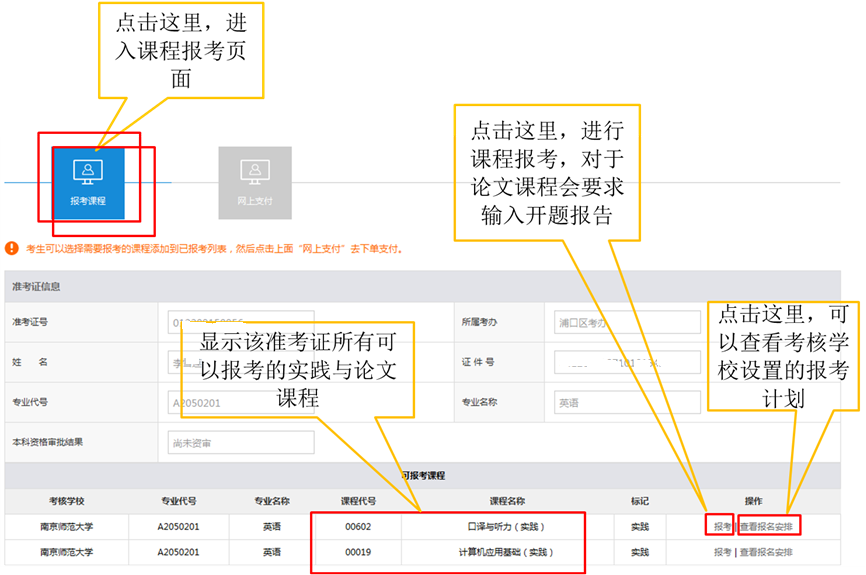 点击这里，进
入课程报考页
面
点击这里，进行
课程报考，对于
论文课程会要求
输入开题报告
报考课程
网上支付
考生可以选择需要报考的课程添加到已报考列表，然后点击上面“网上支付”去下单支付。
准考证信息
准考证号
所属考办 浦口区考办
点击这里，可
以查看考核学
校设置的报考
计划
显示该准考证所有可
以报考的实践与论文
课程
姓 名
证 件 号
专业代号 A2050201
专业名称 英语
本科资格审批结果 尚未资审
可报考课程
考核学校 专业代号 专业名称 课程代号 课程名称 标记 操作
南京师范大学 A2050201 英语 00602 口译与听力（实践） 实践 报考 | 查看报名安排
南京师范大学 A2050201 英语 00019 计算机应用基础（实践） 实践 报考 | 查看报名安排